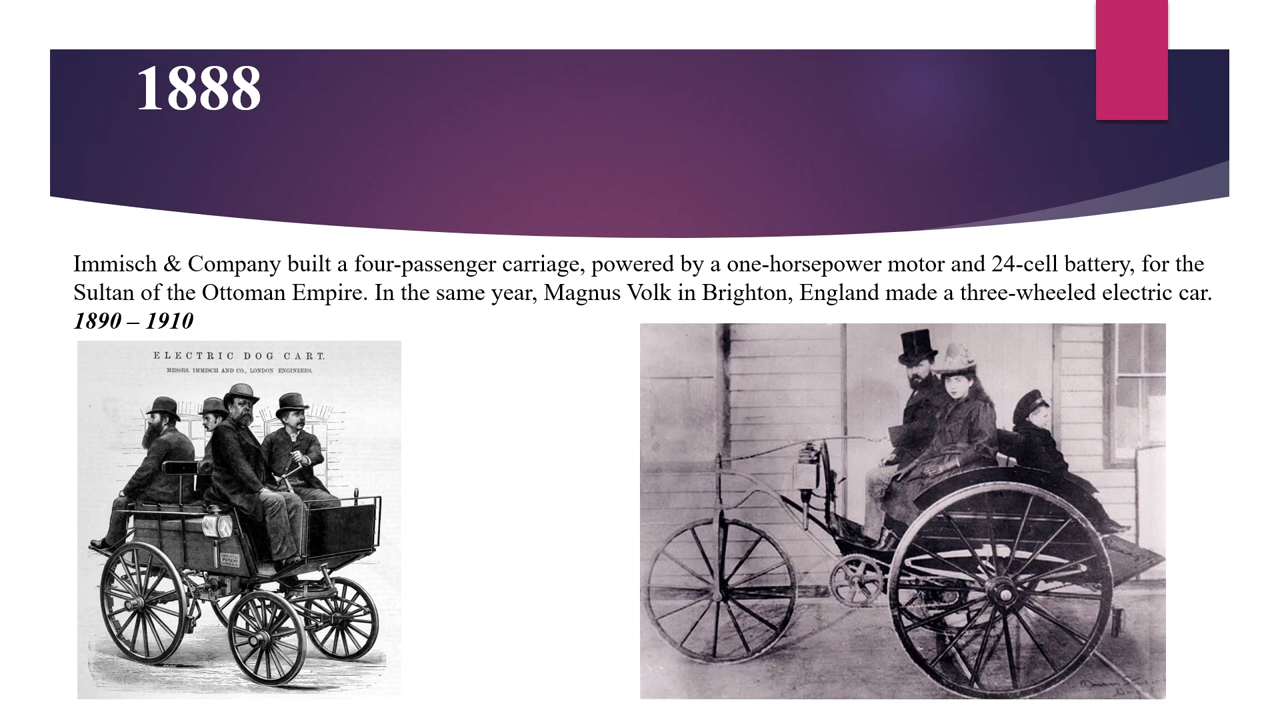 1888
Immisch & Company built a four-passenger carriage, powered by a one-horsepower motor and 24-cell battery, for the
Sultan of the Ottoman Empire. In the same year, Magnus Volk in Brighton, England made a three-wheeled electric car.
1890 – 1910
ELECTRIC DOG CART.
MESSRS. IMMISCH AND CO., LONDON ENGINEERS.